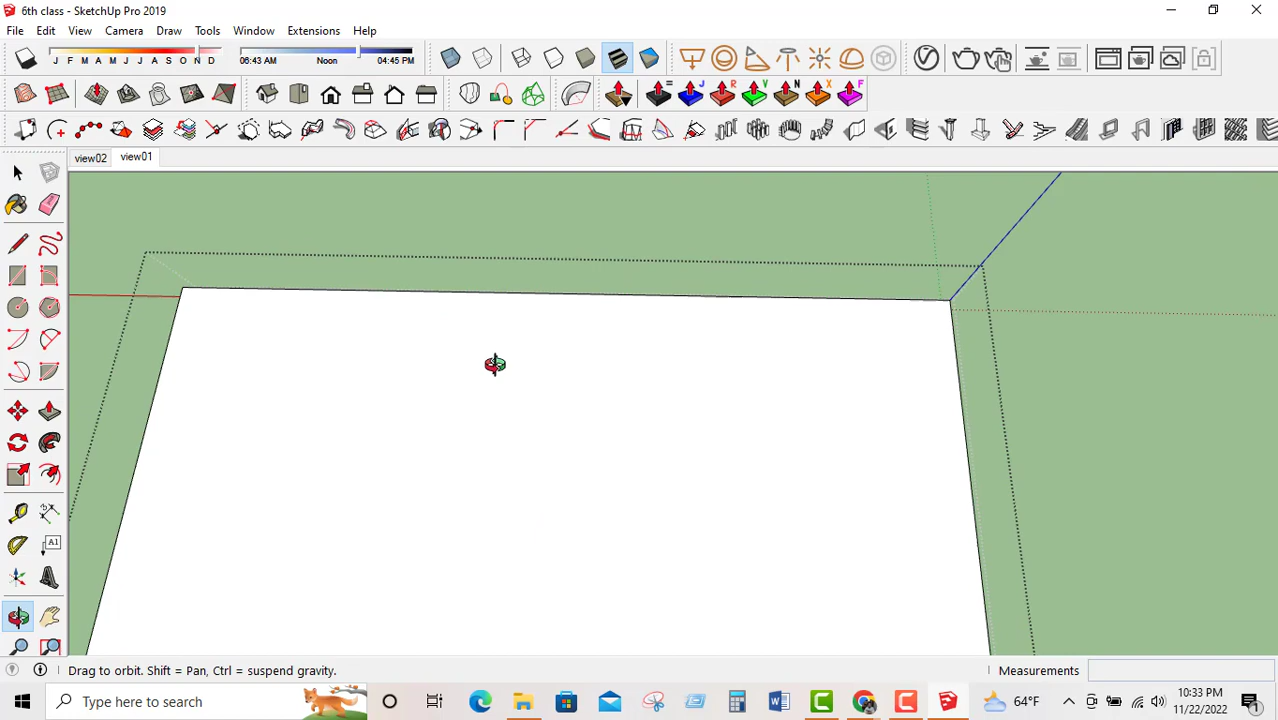 6th class - SketchUp Pro 2019
File Edit View Camera Draw Tools Window Extensions Help
J F M A M J J A S O N D 06:43 AM Noon 04:45 PM
= J R V N X F
view02 view01
A1
Drag to orbit. Shift = Pan, Ctrl = suspend gravity. Measurements
Type here to search 64°F 10:33 PM
11/22/2022 1